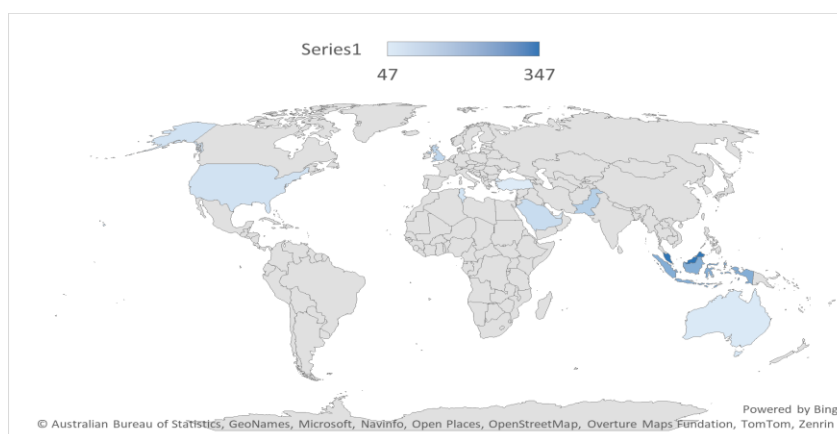 Series1
47 347
Powered by Bing
© Australian Bureau of Statistics, GeoNames, Microsoft, Navinfo, Open Places, OpenStreetMap, Overture Maps Fundation, TomTom, Zenrin